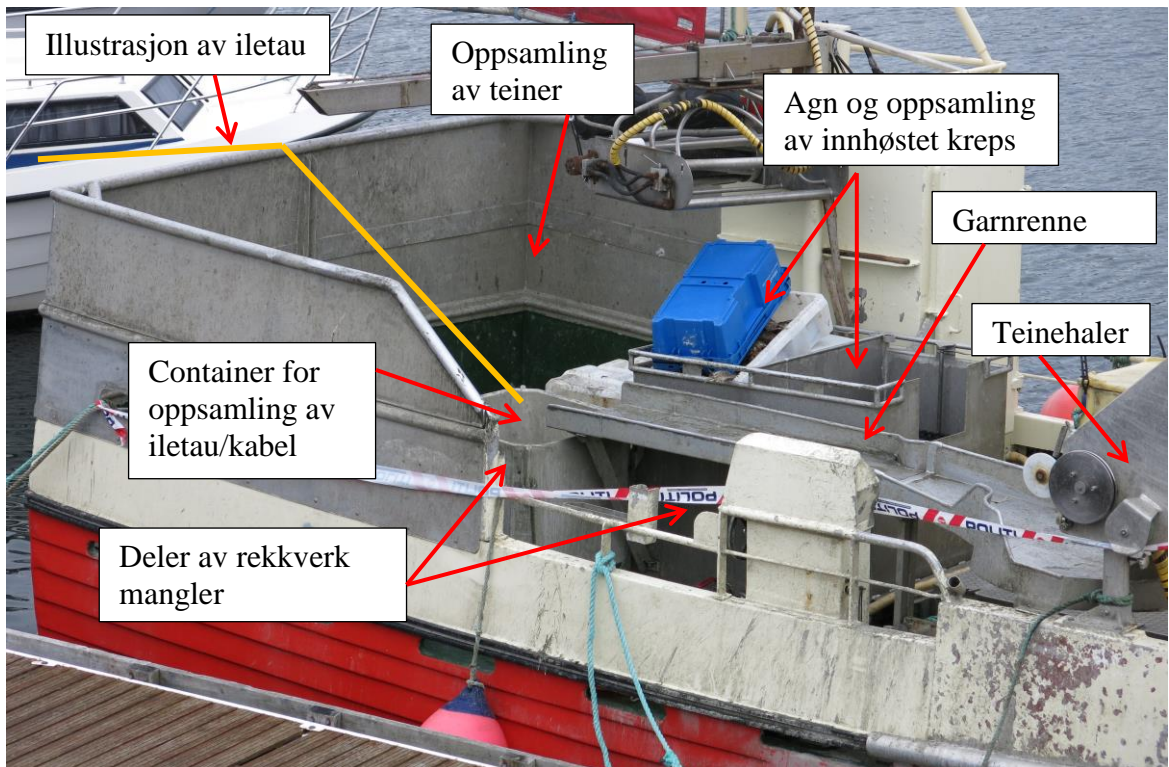 Illustrasjon av iletau
Oppsamling
av teiner
Agn og oppsamling
av innhøstet kreps
Garnrenne
Teinehaler
Container for
oppsamling av
iletau/kabel
Deler av rekkverk
mangler
POLITI
POLITI
POLITI